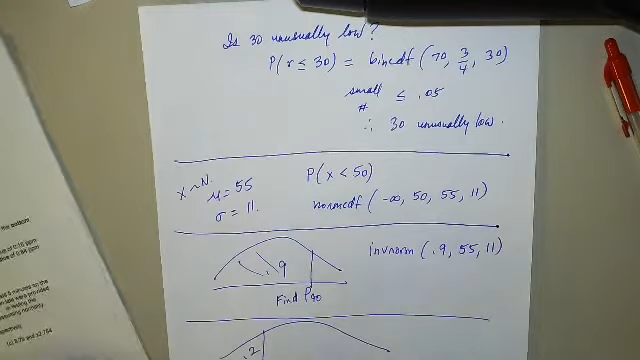 Is 30 unusually low?
P(r ≤ 30) = bincdf (70, 3/4, 30)
small # ≤ .05
∴ 30 unusually low.
X ~ N. μ = 55 P(x < 50)
σ = 11. normcdf (-∞, 50, 55, 11)
.9 invnorm (.9, 55, 11)
Find P90
.2